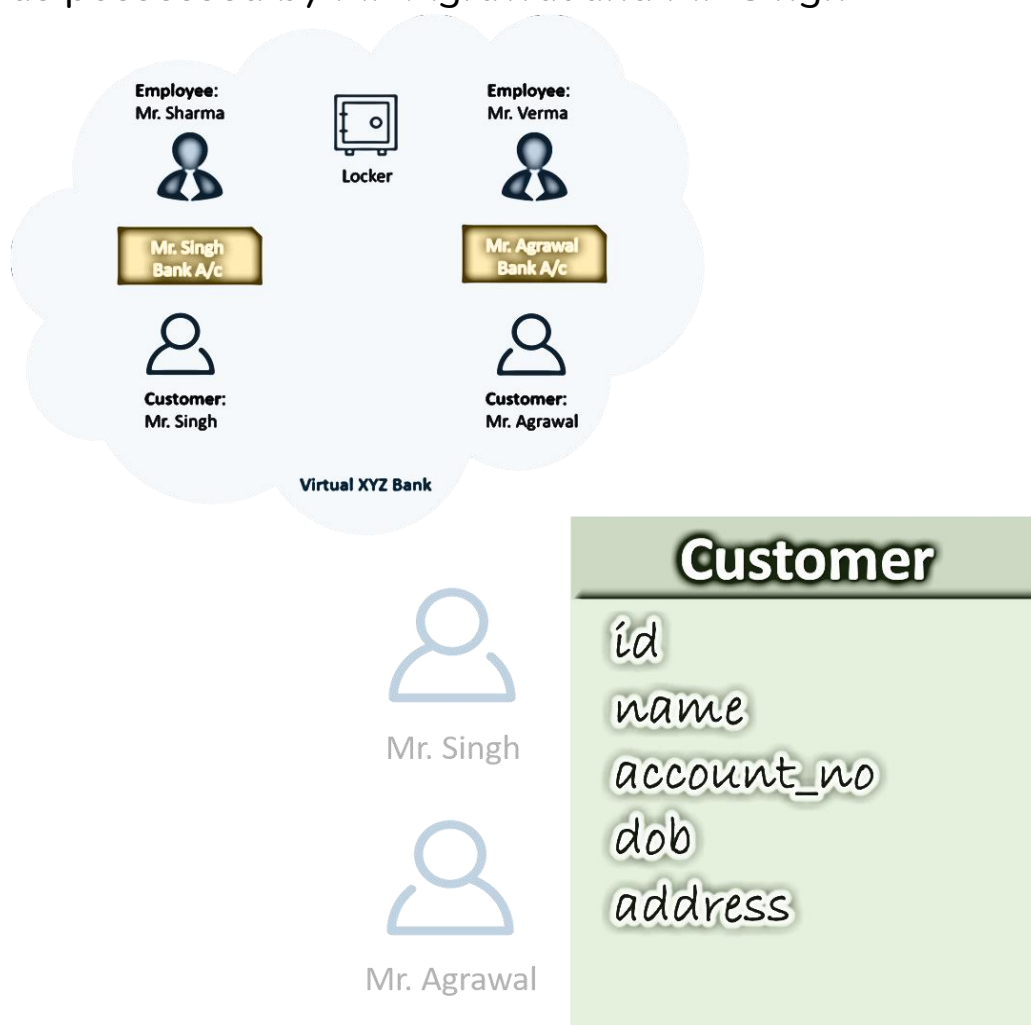 Employee:
Mr. Sharma
Employee:
Mr. Verma
Locker
Mr. Singh
Bank A/c
Mr. Agrawal
Bank A/c
Customer:
Mr. Singh
Customer:
Mr. Agrawal
Virtual XYZ Bank
Customer
id
name
account_no
dob
address
Mr. Singh
Mr. Agrawal